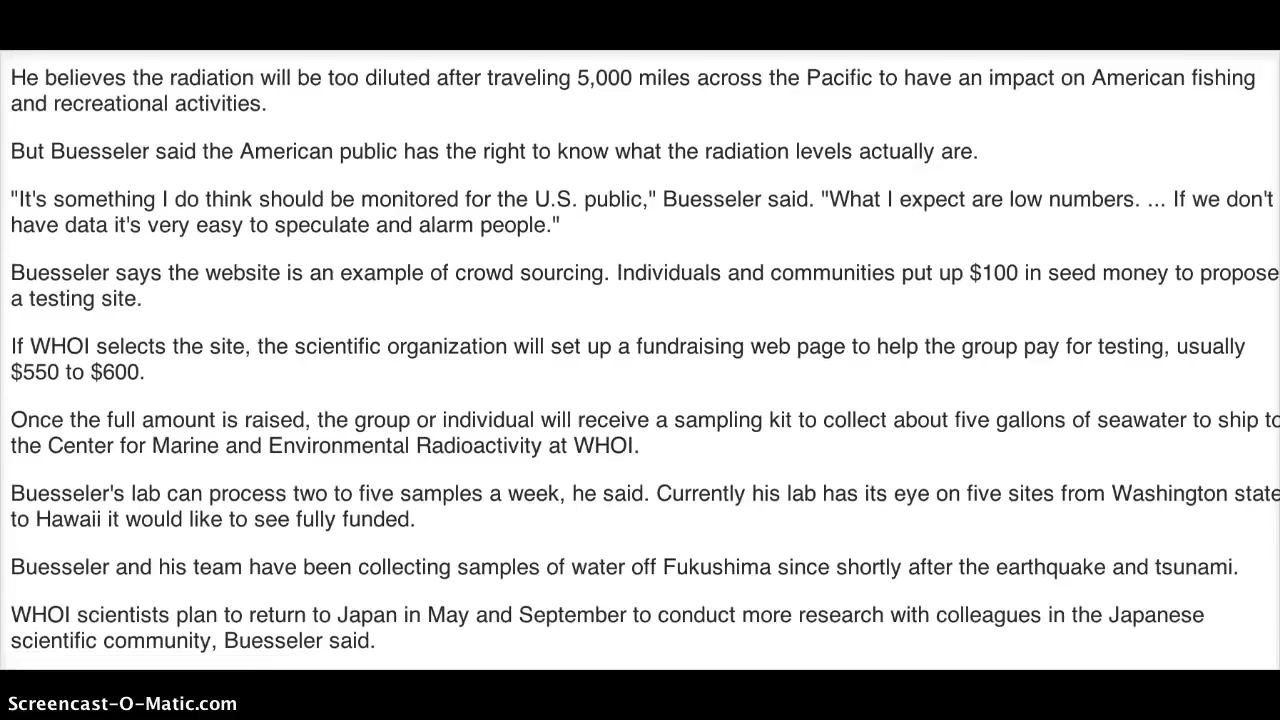 He believes the radiation will be too diluted after traveling 5,000 miles across the Pacific to have an impact on American fishing
and recreational activities.
But Buesseler said the American public has the right to know what the radiation levels actually are.
"It's something I do think should be monitored for the U.S. public," Buesseler said. "What I expect are low numbers. ... If we don't
have data it's very easy to speculate and alarm people."
Buesseler says the website is an example of crowd sourcing. Individuals and communities put up $100 in seed money to propose
a testing site.
If WHOI selects the site, the scientific organization will set up a fundraising web page to help the group pay for testing, usually
$550 to $600.
Once the full amount is raised, the group or individual will receive a sampling kit to collect about five gallons of seawater to ship to
the Center for Marine and Environmental Radioactivity at WHOI.
Buesseler's lab can process two to five samples a week, he said. Currently his lab has its eye on five sites from Washington state
to Hawaii it would like to see fully funded.
Buesseler and his team have been collecting samples of water off Fukushima since shortly after the earthquake and tsunami.
WHOI scientists plan to return to Japan in May and September to conduct more research with colleagues in the Japanese
scientific community, Buesseler said.
Screencast-O-Matic.com